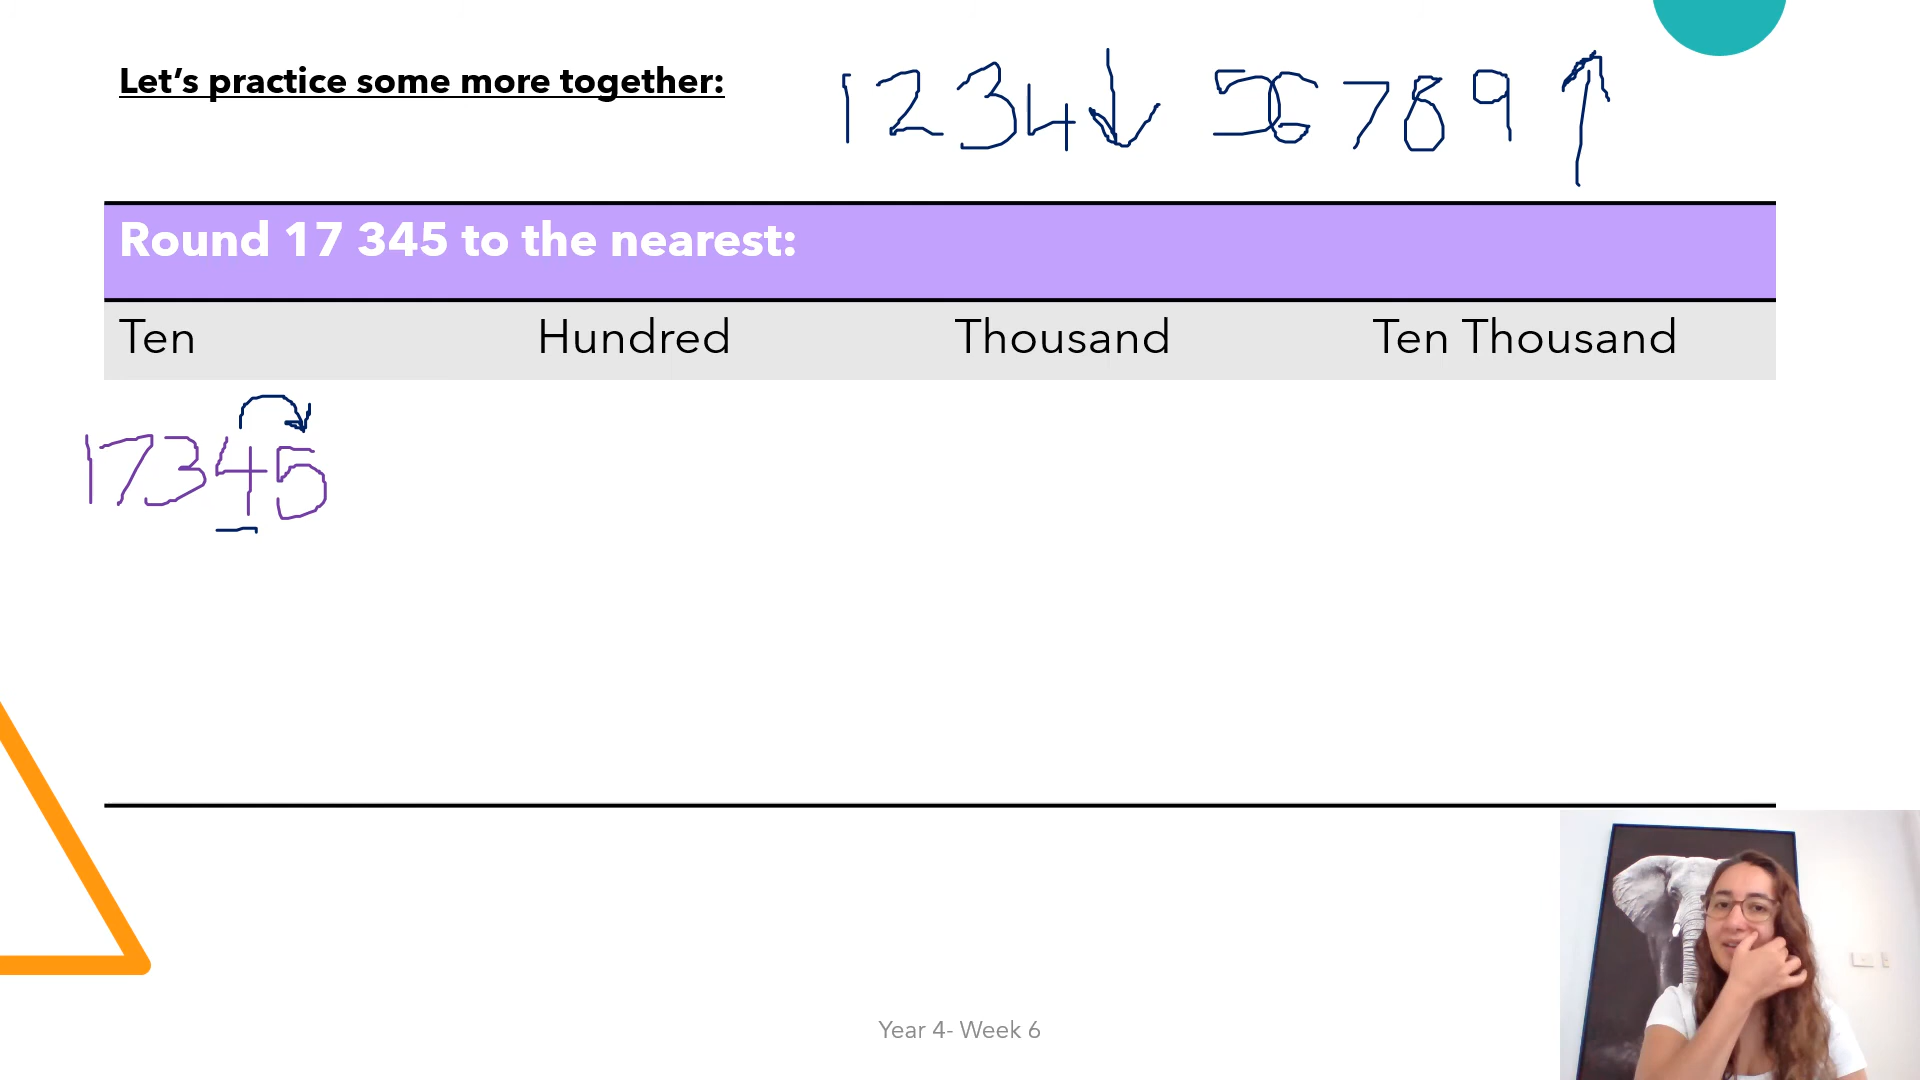 Let's practice some more together:
1 2 3 4 ↓ 5 6 7 8 9 ↑
Round 17 345 to the nearest:
Ten Hundred Thousand Ten Thousand
17345
Year 4- Week 6